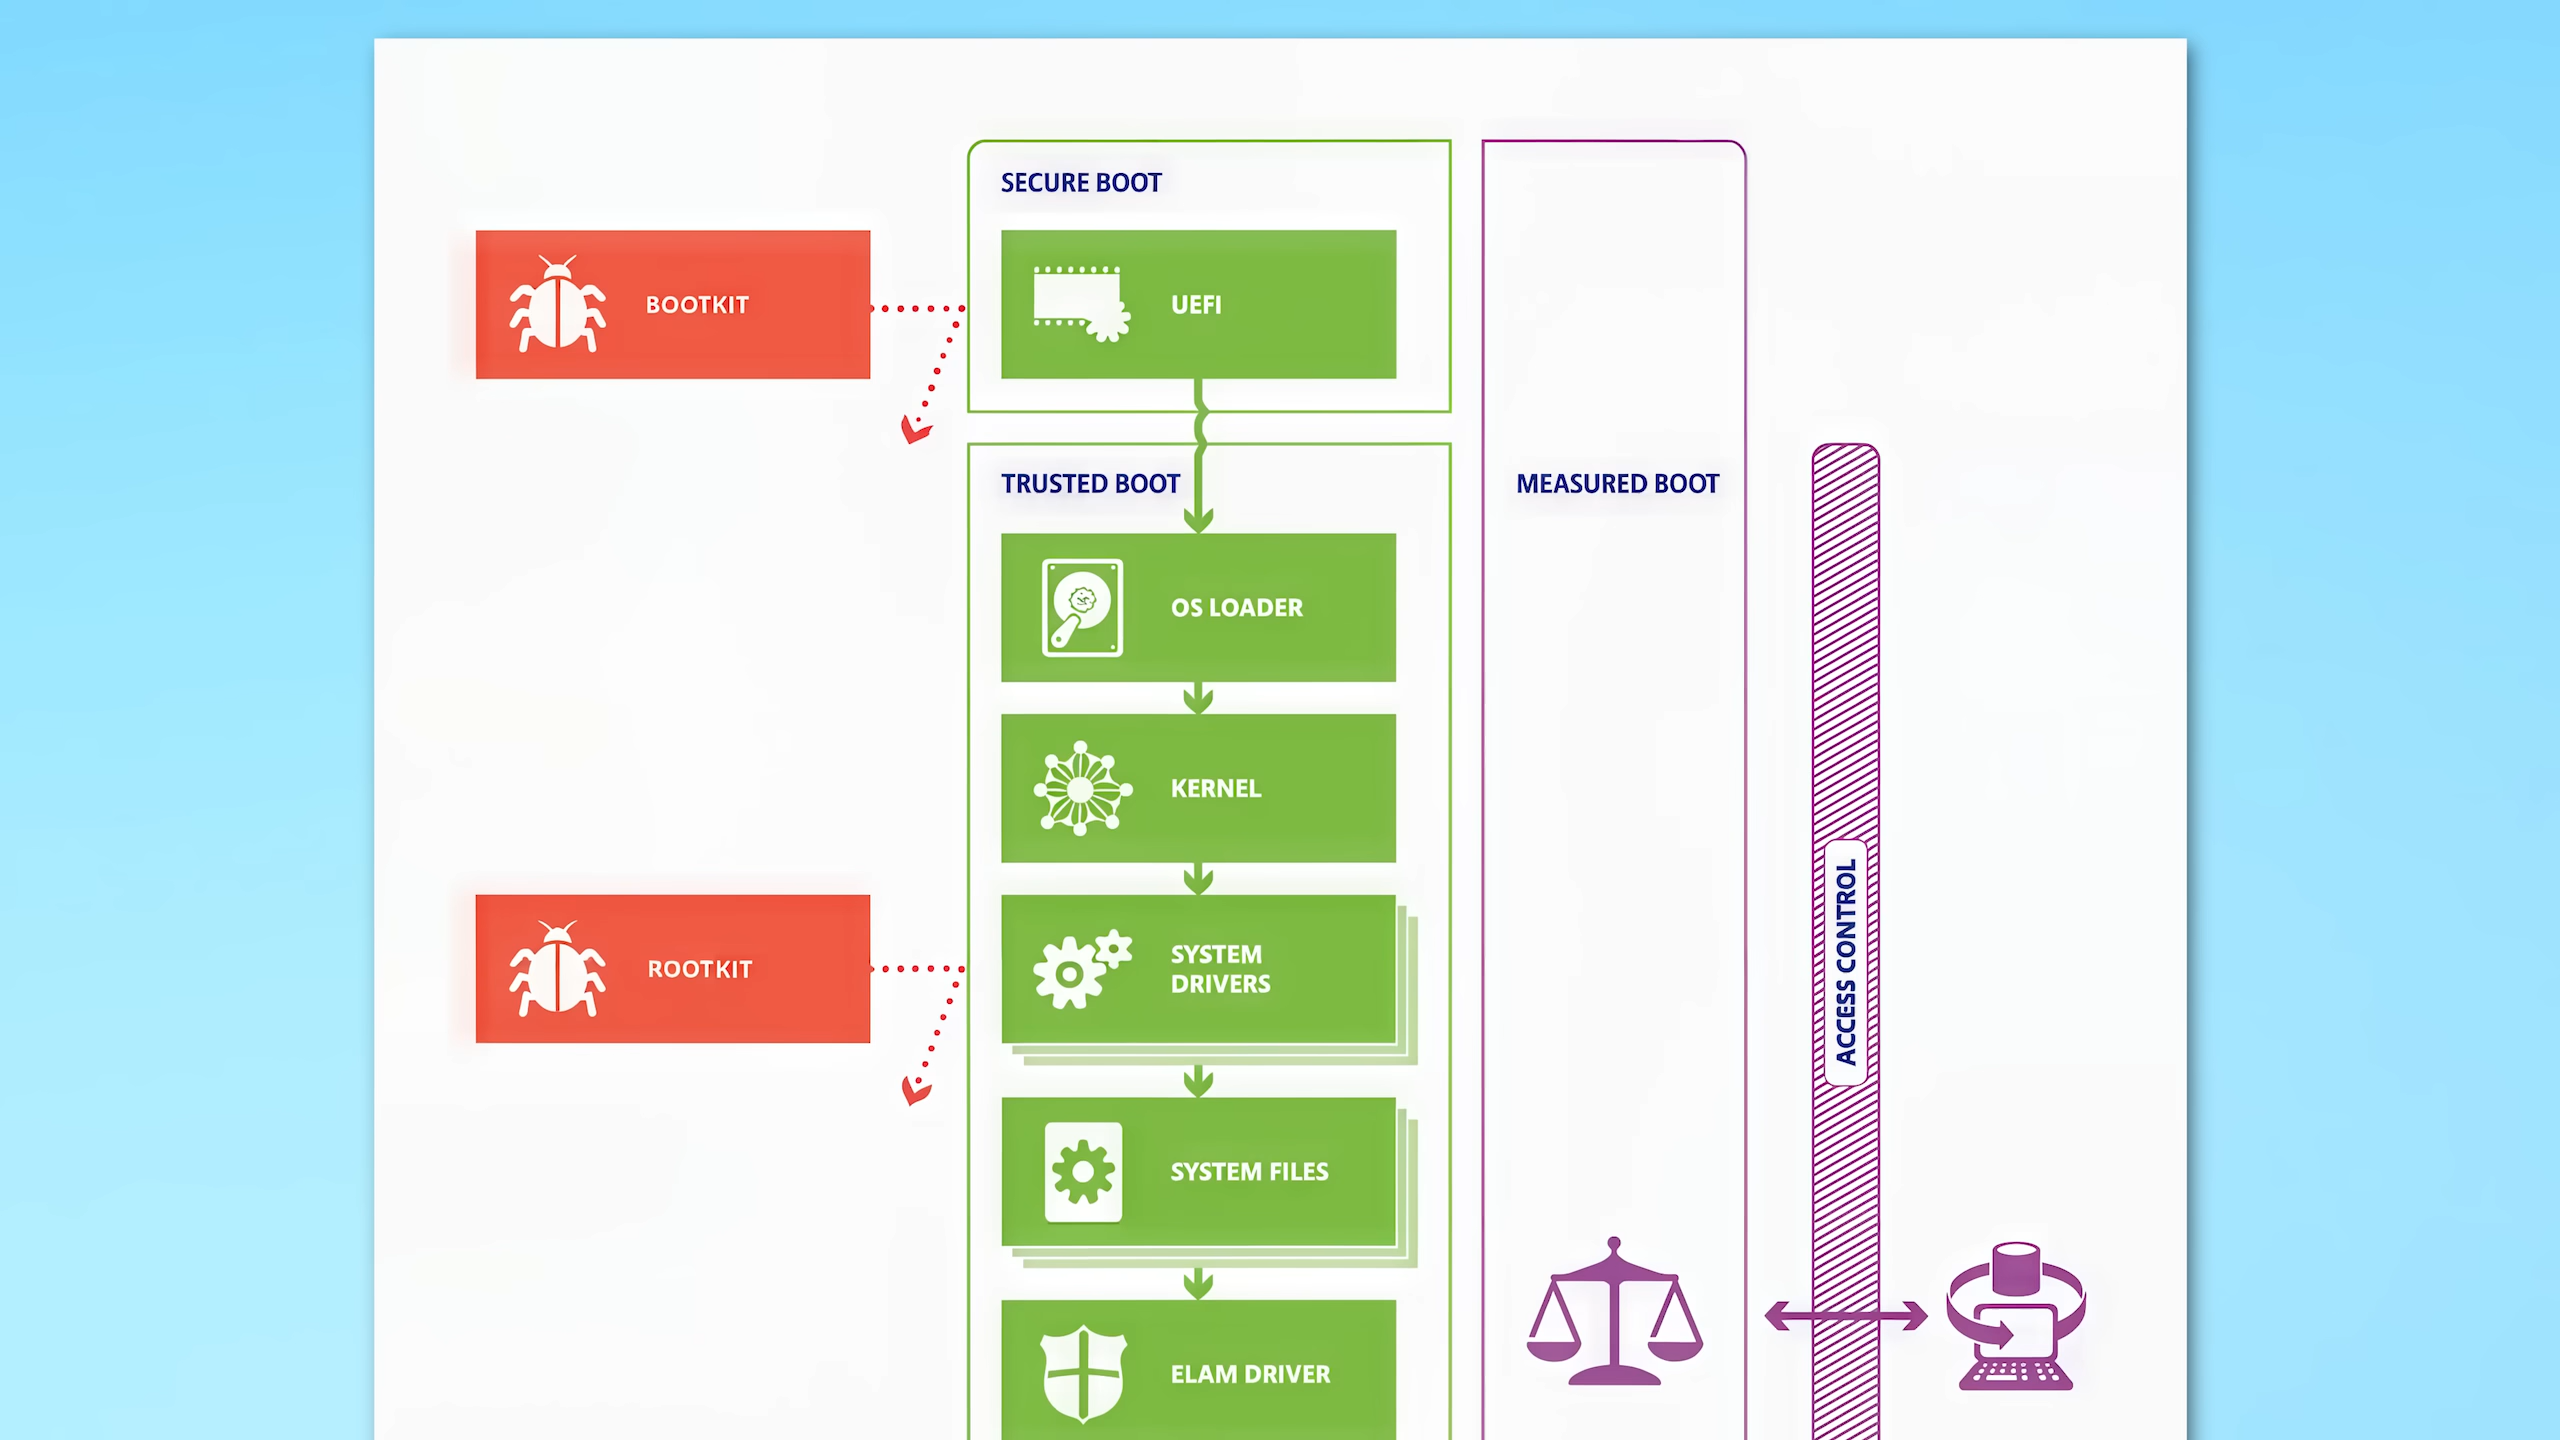 SECURE BOOT
BOOTKIT
UEFI
TRUSTED BOOT
MEASURED BOOT
OS LOADER
KERNEL
ACCESS CONTROL
ROOTKIT
SYSTEM
DRIVERS
SYSTEM FILES
ELAM DRIVER